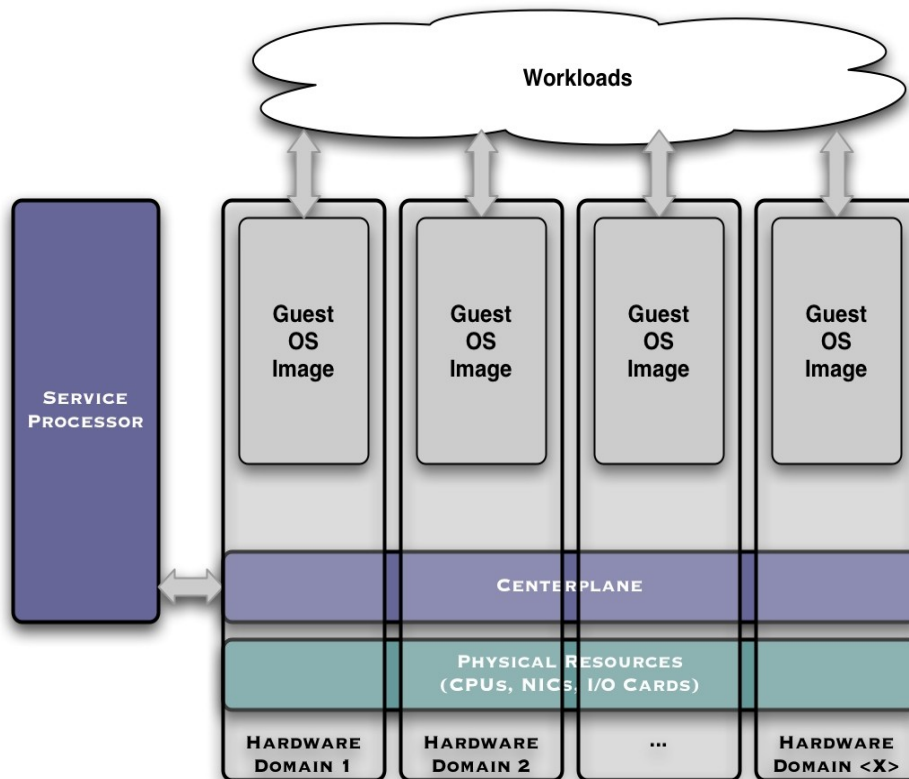 Workloads
Guest
OS
Image
Guest
OS
Image
Guest
OS
Image
Guest
OS
Image
SERVICE
PROCESSOR
CENTERPLANE
PHYSICAL RESOURCES
(CPUS, NICS, I/O CARDS)
HARDWARE
DOMAIN 1
HARDWARE
DOMAIN 2
...
HARDWARE
DOMAIN <X>